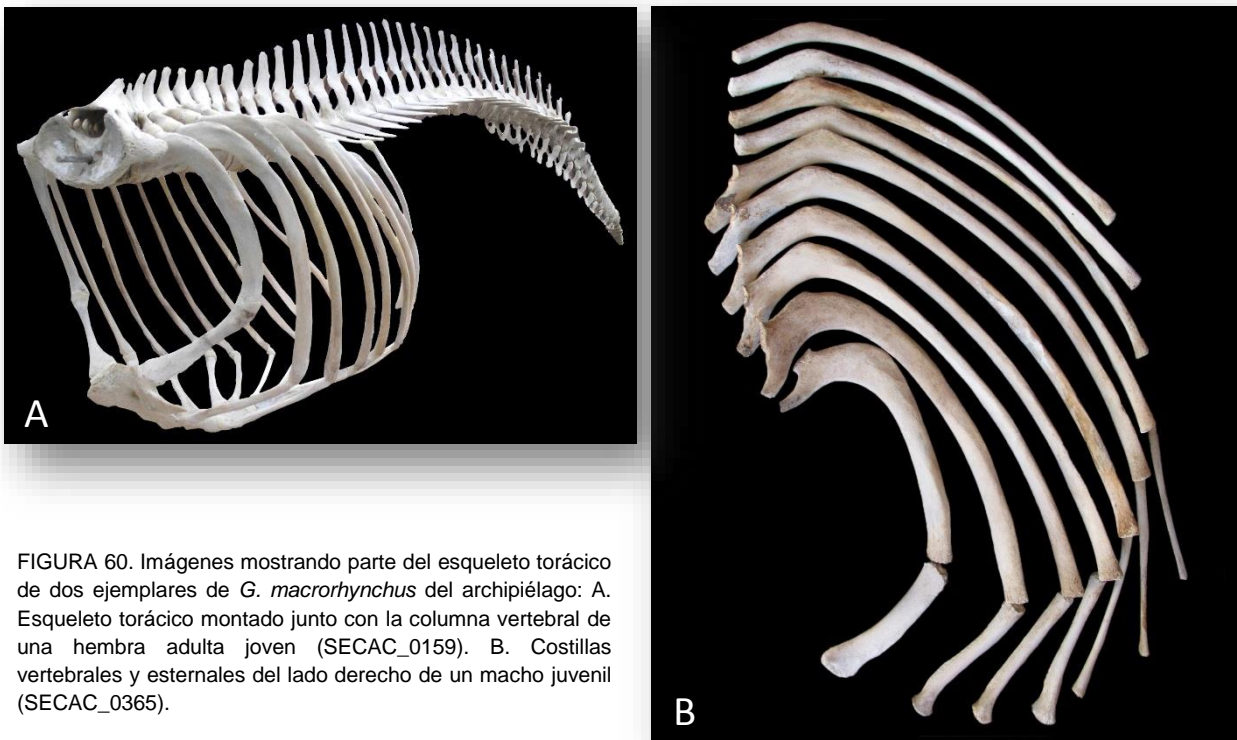 A
B
FIGURA 60. Imágenes mostrando parte del esqueleto torácico
de dos ejemplares de G. macrorhynchus del archipiélago: A.
Esqueleto torácico montado junto con la columna vertebral de
una hembra adulta joven (SECAC_0159). B. Costillas
vertebrales y esternales del lado derecho de un macho juvenil
(SECAC_0365).